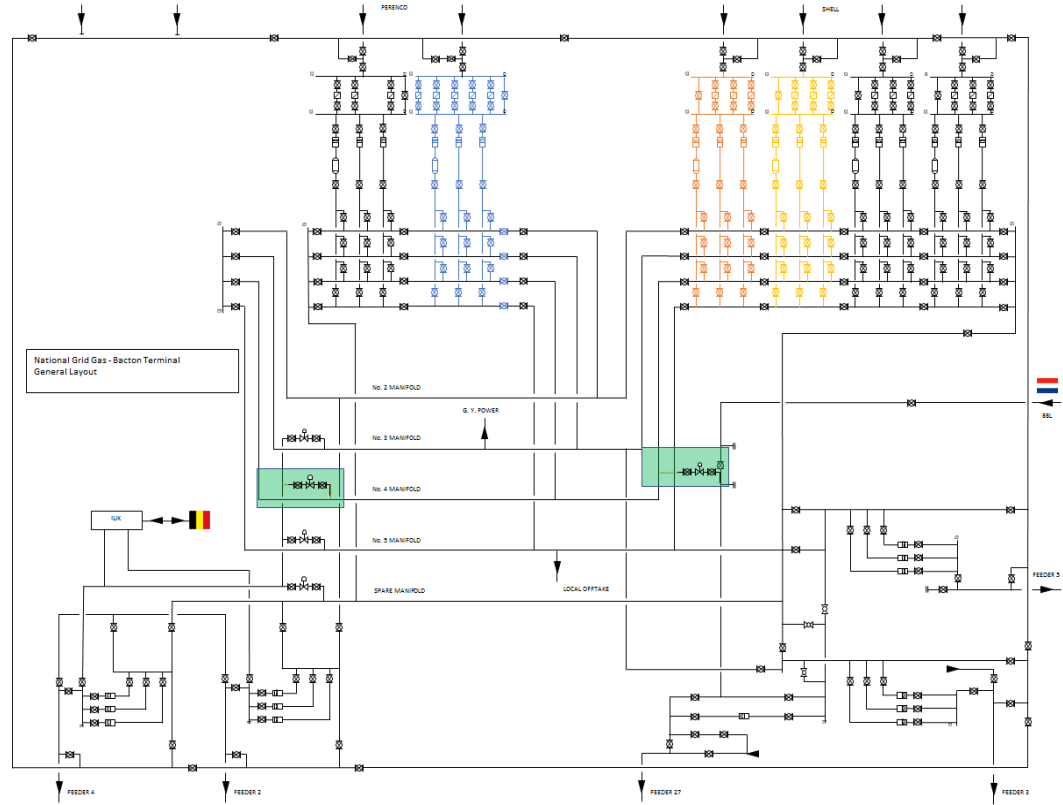 PERENCO
SHELL
National Grid Gas - Bacton Terminal
General Layout
No. 2 MANIFOLD
G. Y. POWER
BBL
No. 3 MANIFOLD
No. 4 MANIFOLD
IUK
No. 5 MANIFOLD
LOCAL OFFTAKE
FEEDER 5
SPARE MANIFOLD
FEEDER 4
FEEDER 2
FEEDER 27
FEEDER 3